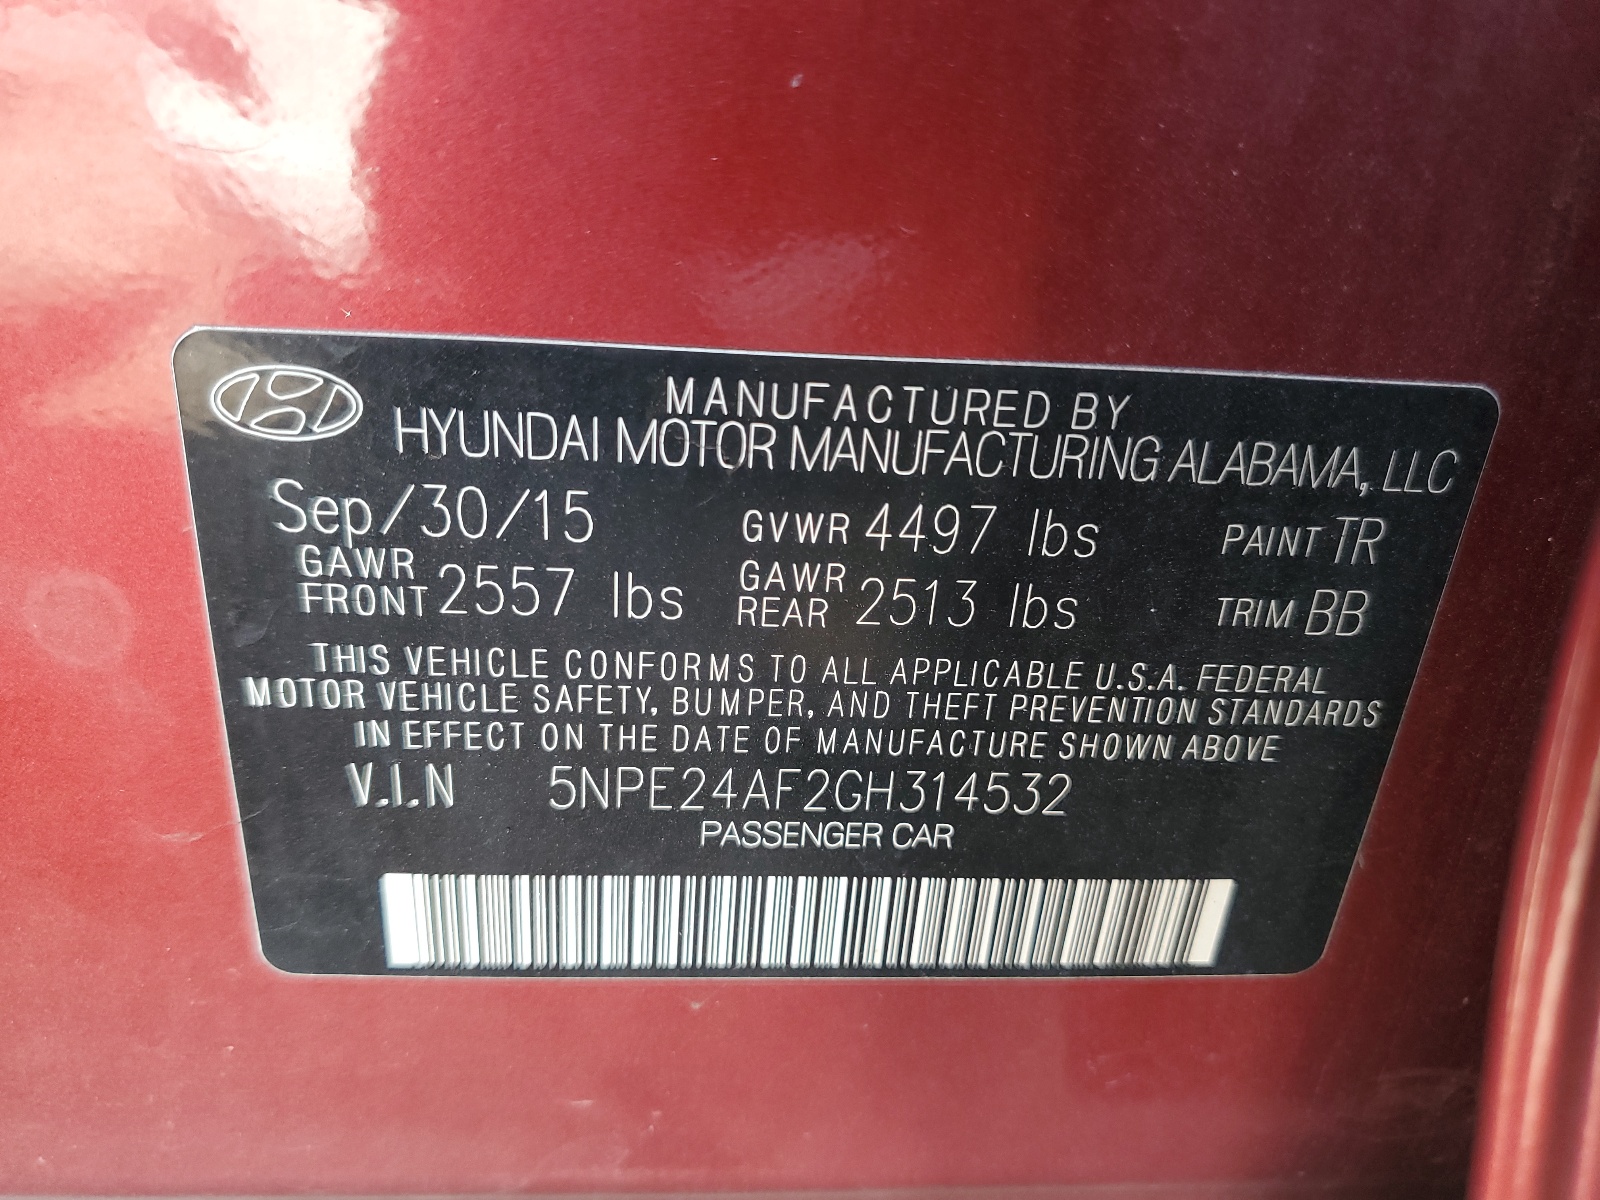 MANUFACTURED BY
HYUNDAI MOTOR MANUFACTURING ALABAMA, LLC
Sep/30/15 GVWR 4497 lbs PAINT TR
GAWR FRONT 2557 lbs GAWR REAR 2513 lbs TRIM BB
THIS VEHICLE CONFORMS TO ALL APPLICABLE U.S.A. FEDERAL
MOTOR VEHICLE SAFETY, BUMPER, AND THEFT PREVENTION STANDARDS
IN EFFECT ON THE DATE OF MANUFACTURE SHOWN ABOVE
V.I.N 5NPE24AF2GH314532
PASSENGER CAR